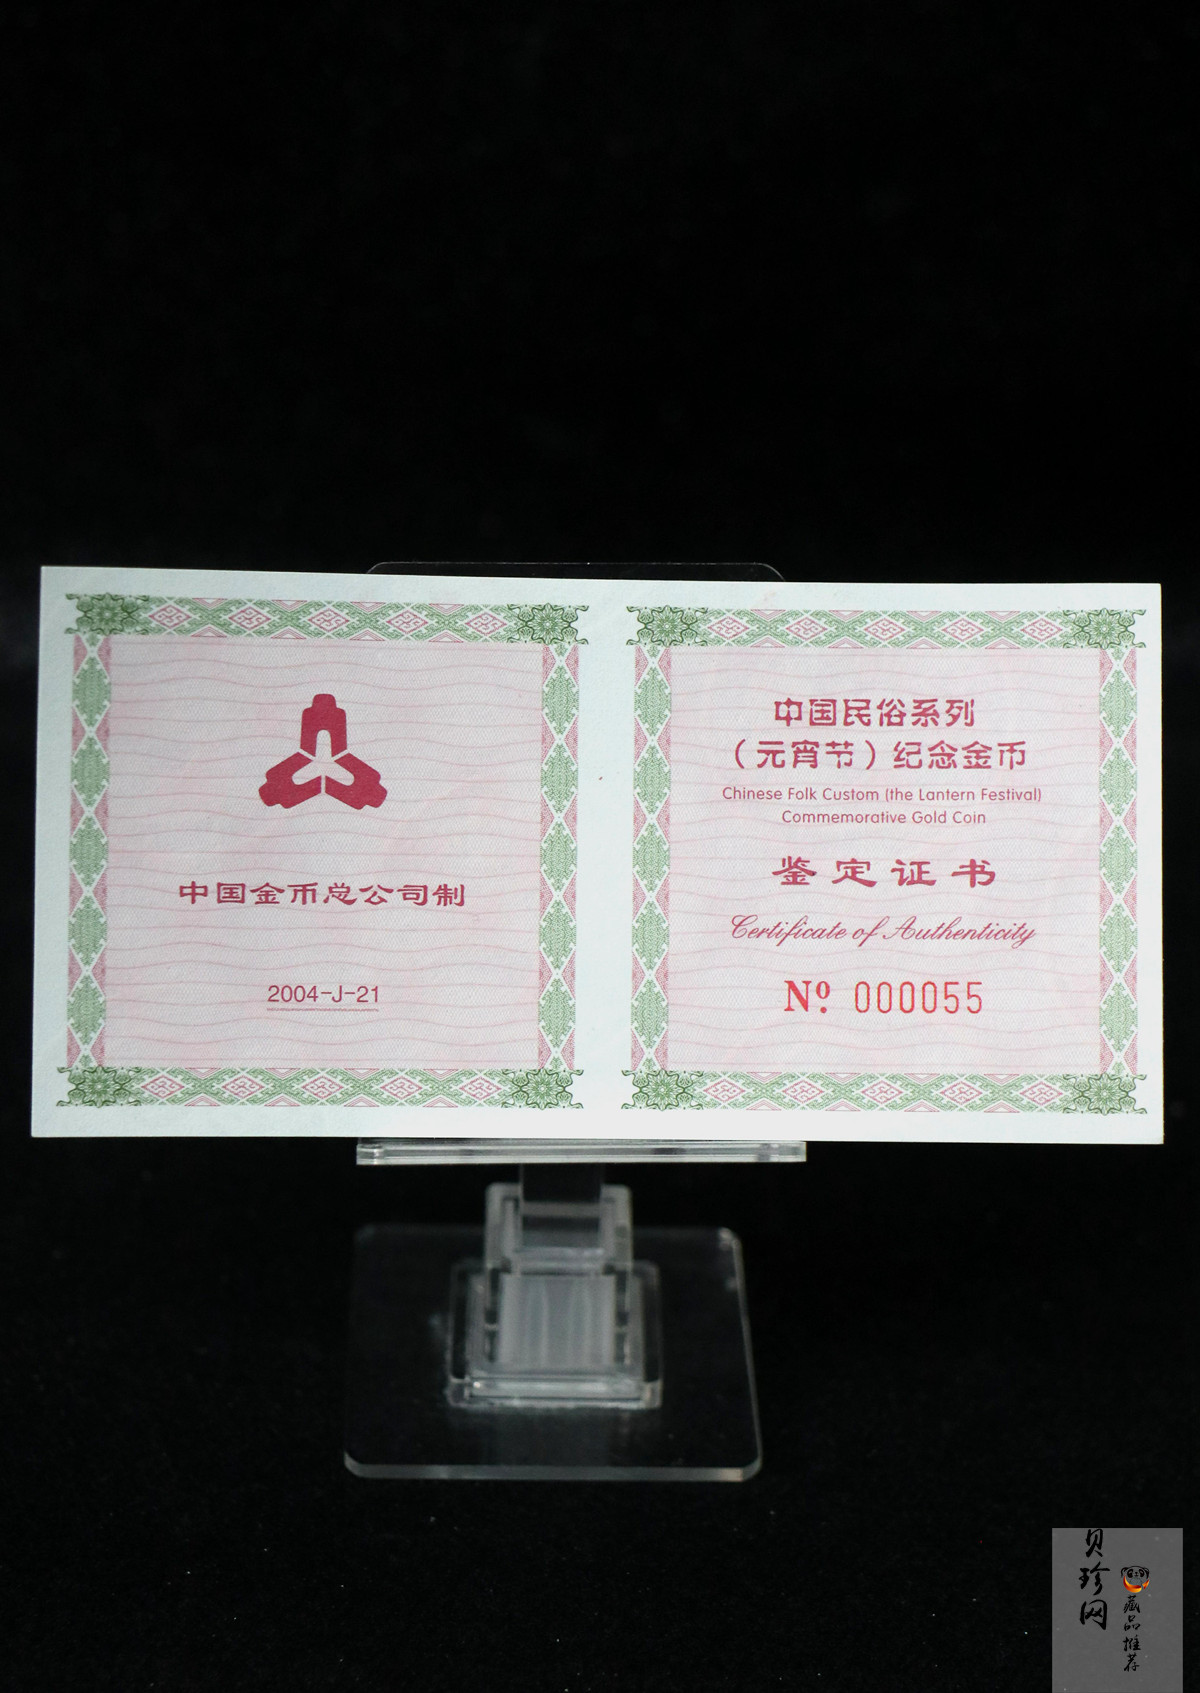 中国金币总公司制
2004-J-21
中国民俗系列
（元宵节）纪念金币
Chinese Folk Custom (the Lantern Festival)
Commemorative Gold Coin
鉴定证书
Certificate of Authenticity
Nº 000055
贝珍网
藏品推荐